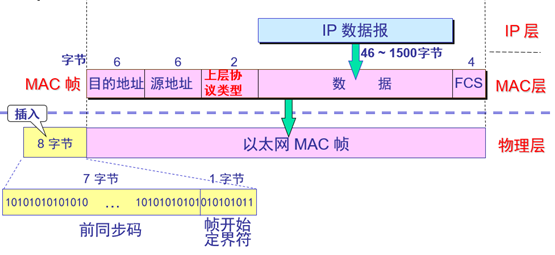 IP 数据报
IP 层
字节
6
6
2
46 ~ 1500字节
4
MAC 帧
目的地址
源地址
上层协
议类型
数 据
FCS
MAC层
插入
8 字节
以太网 MAC 帧
物理层
7 字节
1 字节
10101010101010 … 10101010101010101011
前同步码
帧开始
定界符